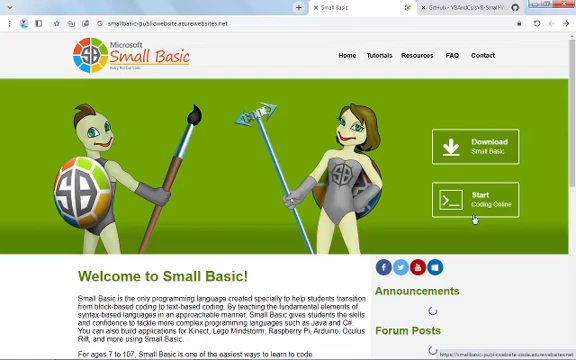 Small Basic
GitHub - VBAndCs/sVB-Small-V
smallbasic-publicwebsite.azurewebsites.net
Microsoft
Small Basic
Home Tutorials Resources FAQ Contact
SB
Download
Small Basic
Start
Coding Online
Welcome to Small Basic!
Small Basic is the only programming language created specially to help students transition
from block-based coding to text-based coding. By teaching the fundamental elements of
syntax-based languages in an approachable manner, Small Basic gives students the skills
and confidence to tackle more complex programming languages such as Java and C#.
You can also build applications for Kinect, Lego Mindstorm, Raspberry Pi, Arduino, Oculus
Rift, and more using Small Basic.
For ages 7 to 107, Small Basic is one of the easiest ways to learn to code.
Announcements
Forum Posts
https://smallbasic-publicwebsite-code.azurewebsites.net